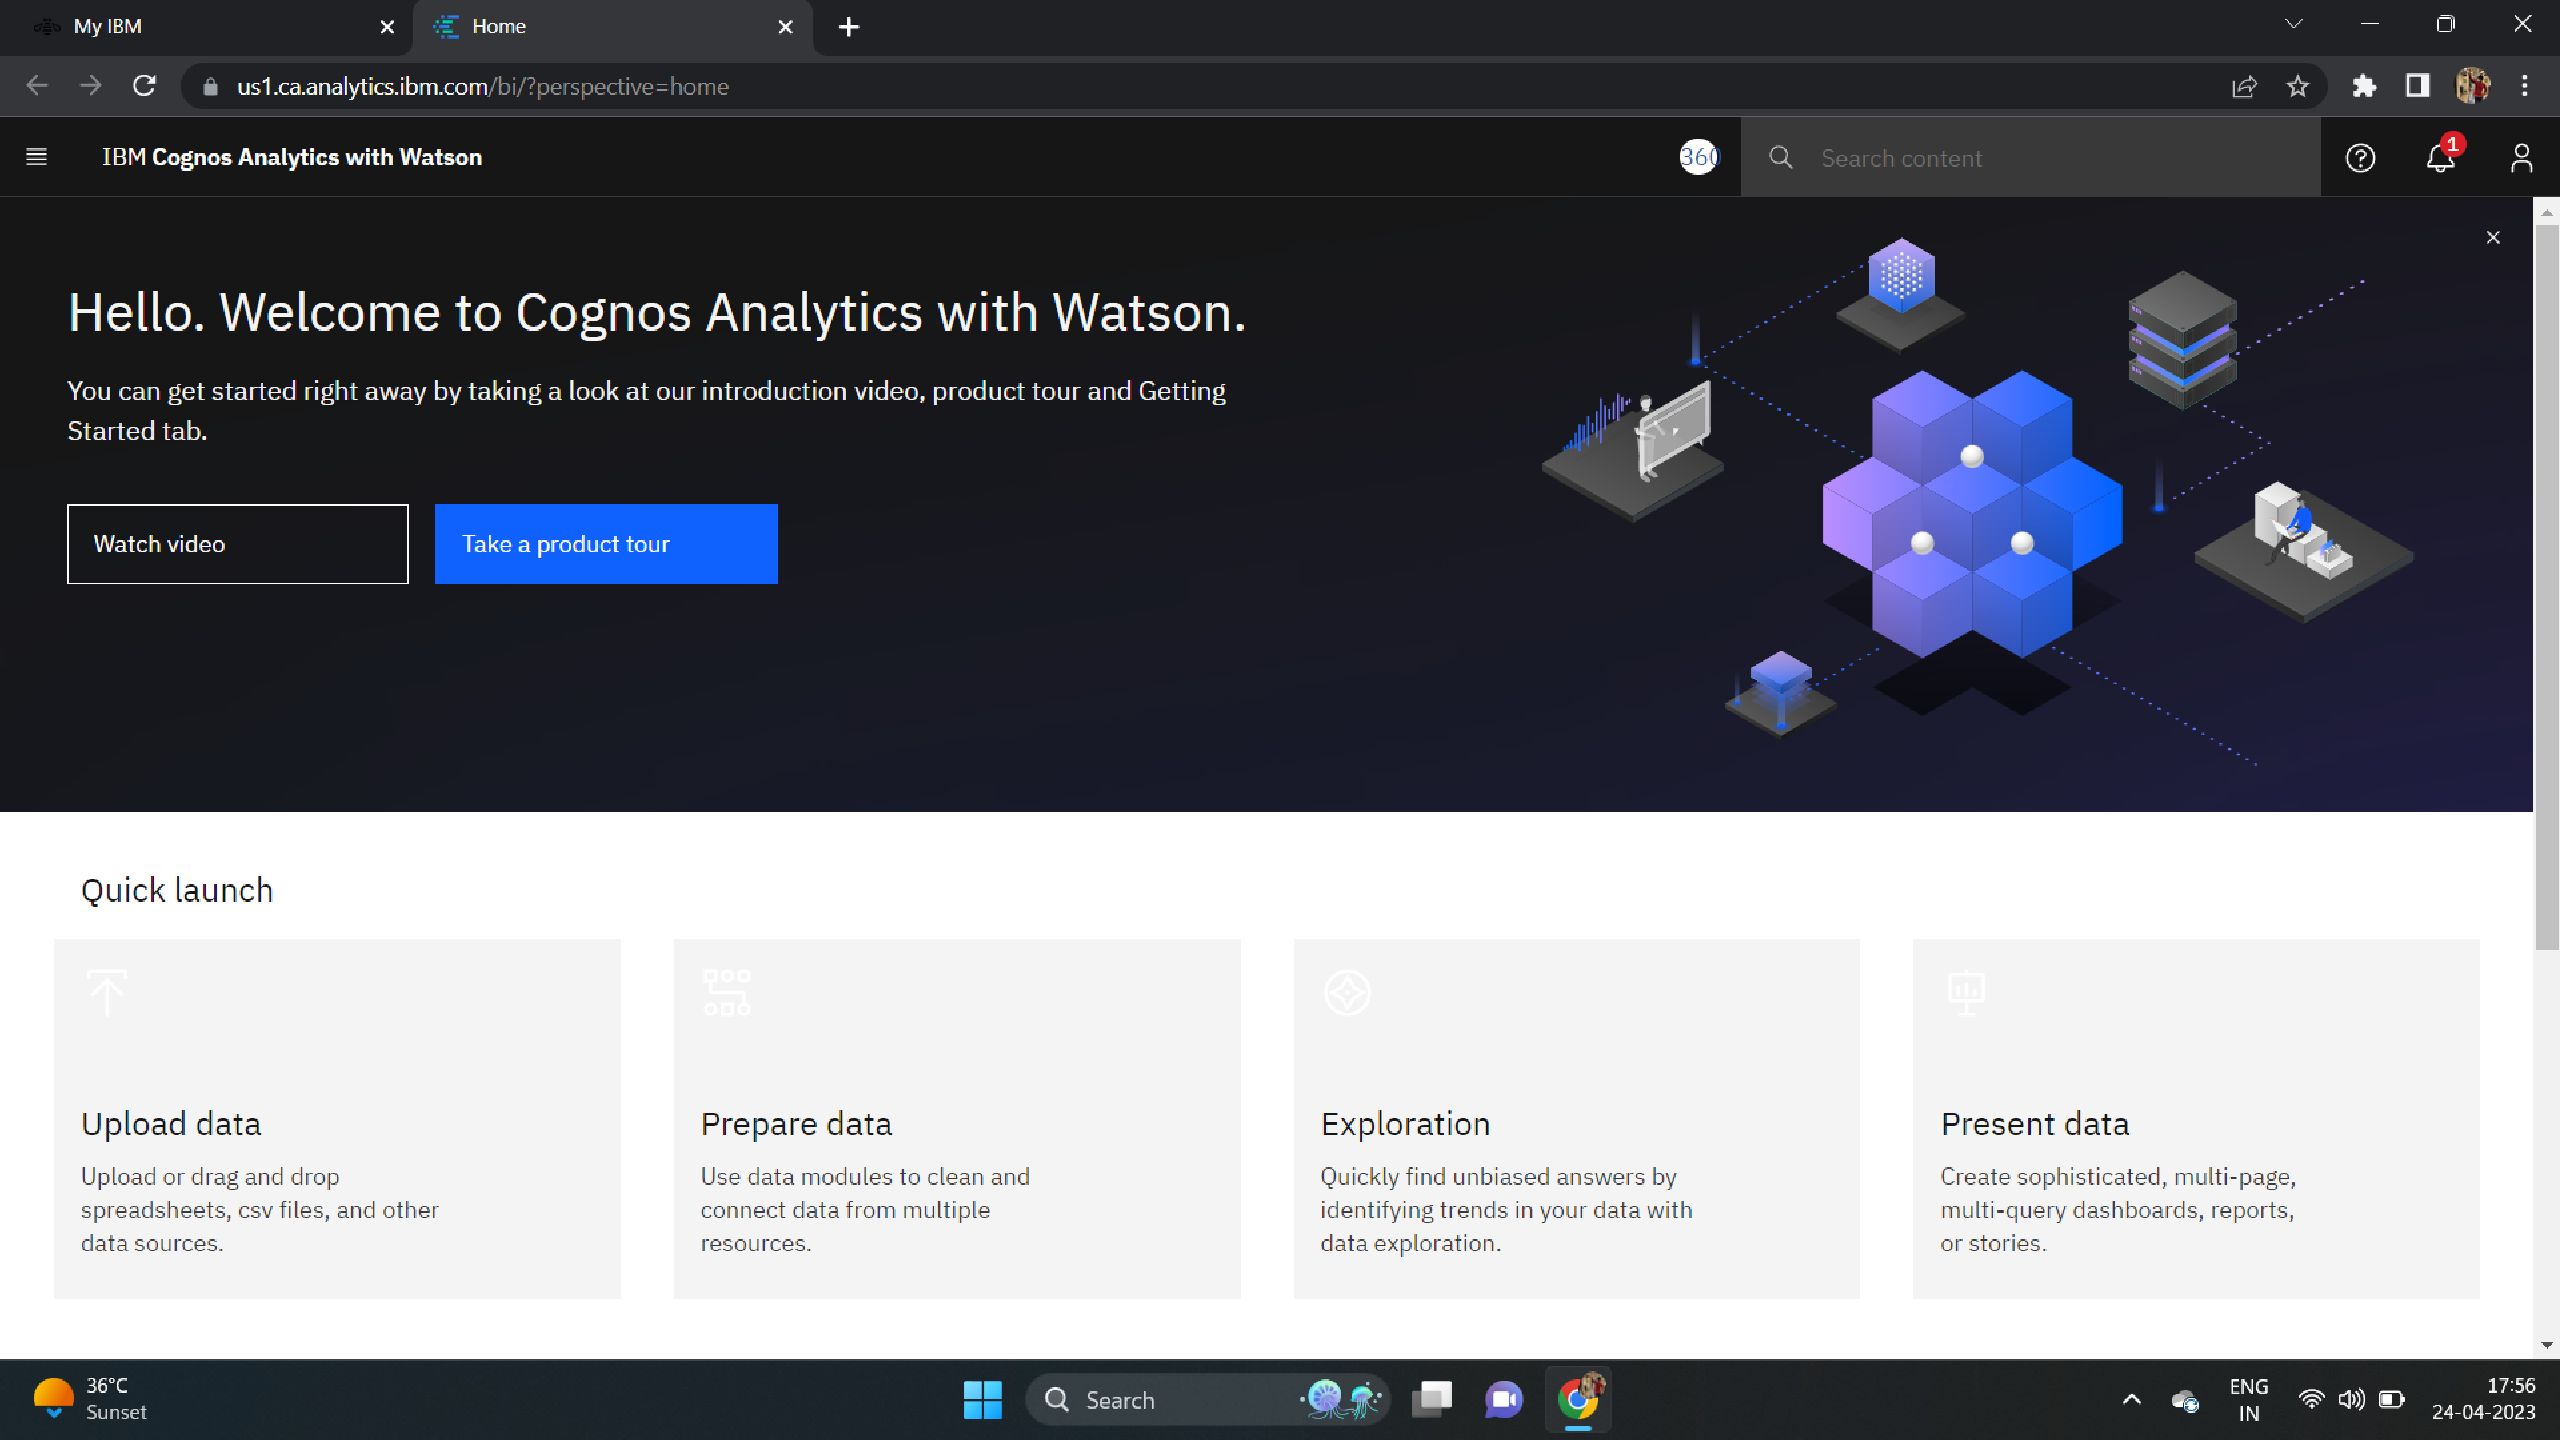 My IBM
Home
us1.ca.analytics.ibm.com/bi/?perspective=home
IBM Cognos Analytics with Watson
360
Search content
1
Hello. Welcome to Cognos Analytics with Watson.
You can get started right away by taking a look at our introduction video, product tour and Getting
Started tab.
Watch video
Take a product tour
Quick launch
Upload data
Upload or drag and drop
spreadsheets, csv files, and other
data sources.
Prepare data
Use data modules to clean and
connect data from multiple
resources.
Exploration
Quickly find unbiased answers by
identifying trends in your data with
data exploration.
Present data
Create sophisticated, multi-page,
multi-query dashboards, reports,
or stories.
36°C
Sunset
Search
ENG
IN
17:56
24-04-2023